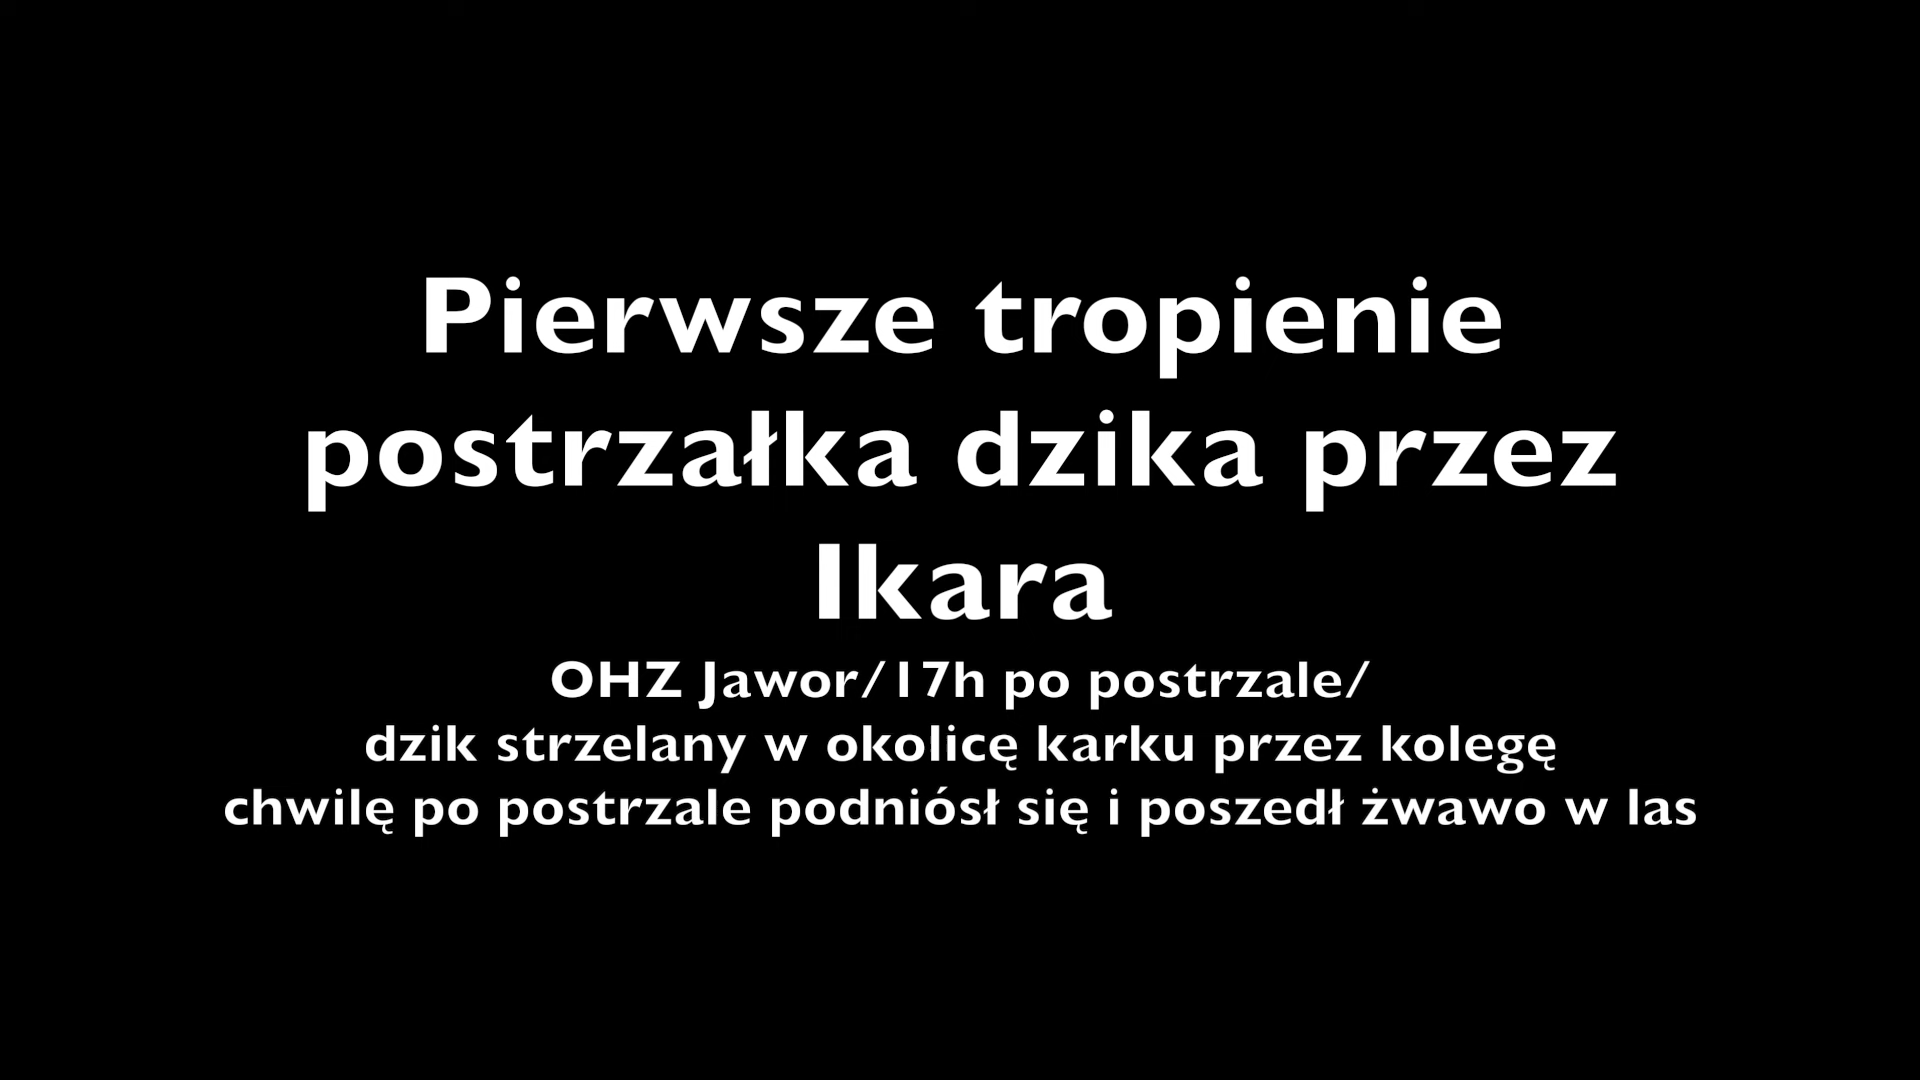 Pierwsze tropienie
postrzałka dzika przez
Ikara
OHZ Jawor/17h po postrzale/
dzik strzelany w okolicę karku przez kolegę
chwilę po postrzale podniósł się i poszedł żwawo w las